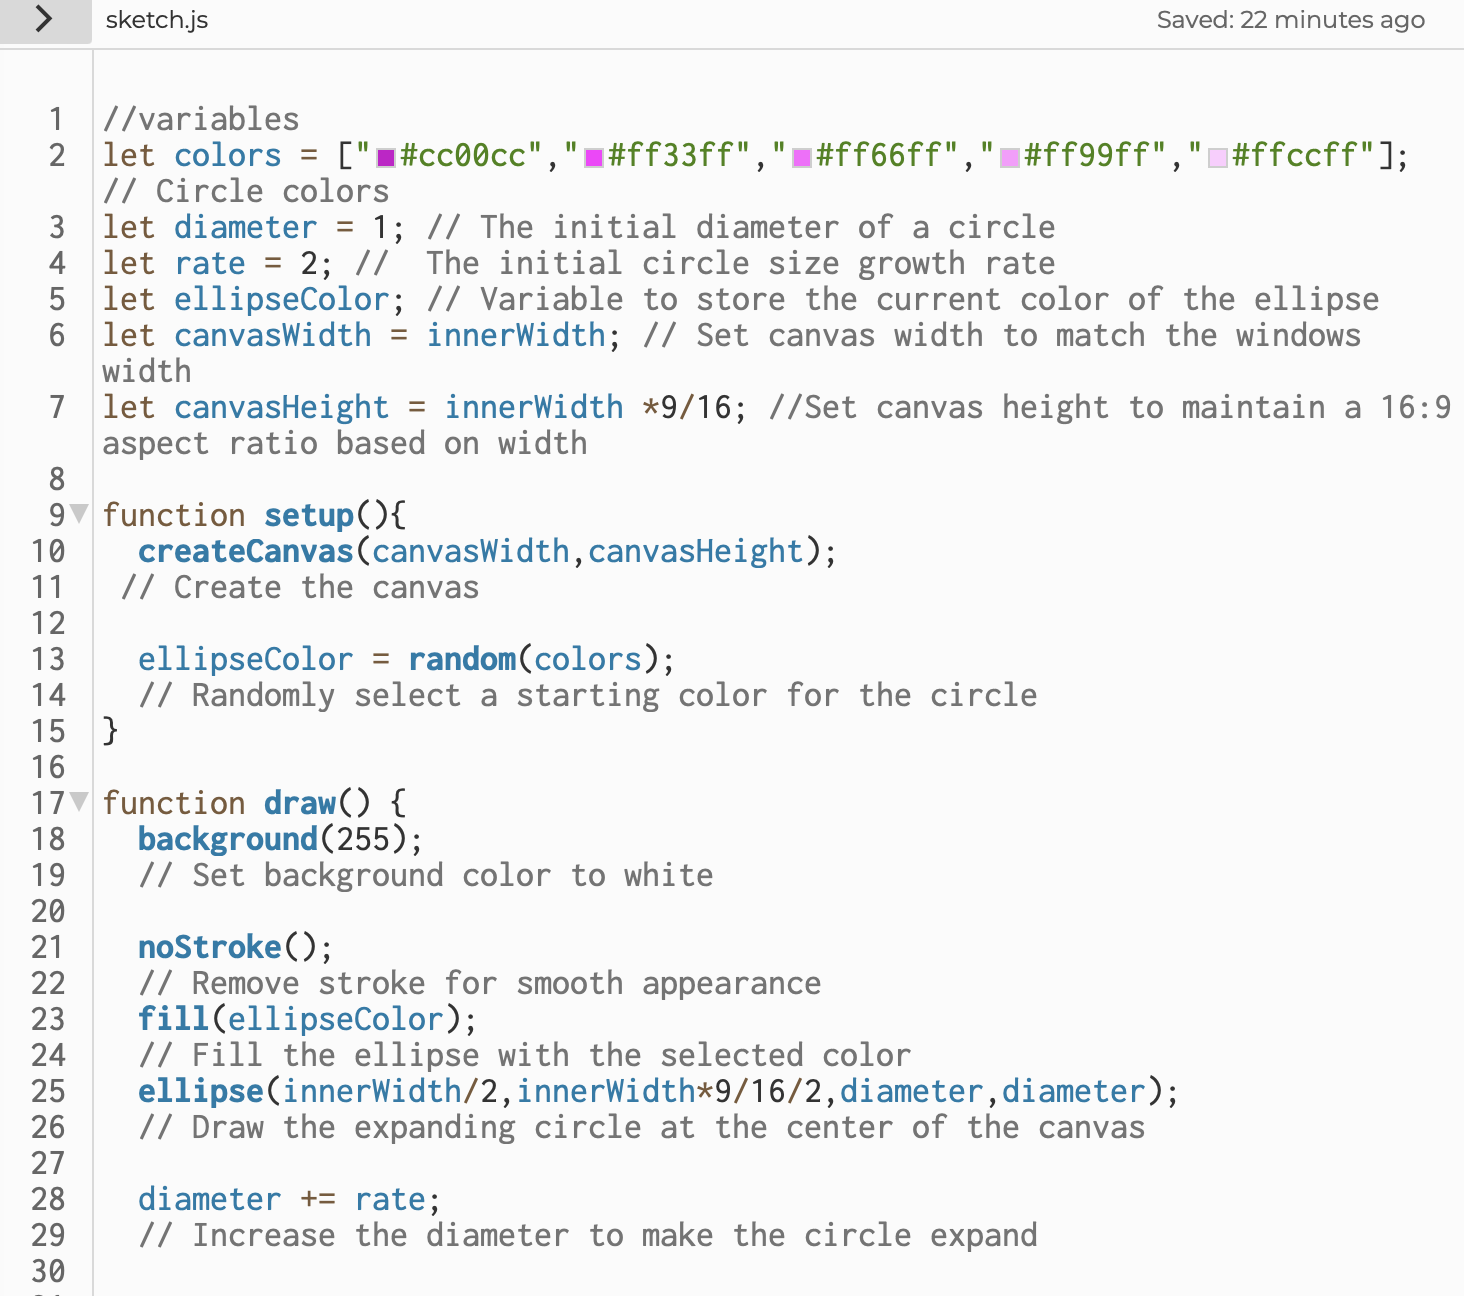 sketch.js
Saved: 22 minutes ago
1 //variables
2 let colors = ["#cc00cc","#ff33ff","#ff66ff","#ff99ff","#ffccff"];
// Circle colors
3 let diameter = 1; // The initial diameter of a circle
4 let rate = 2; //  The initial circle size growth rate
5 let ellipseColor; // Variable to store the current color of the ellipse
6 let canvasWidth = innerWidth; // Set canvas width to match the windows
width
7 let canvasHeight = innerWidth *9/16; //Set canvas height to maintain a 16:9
aspect ratio based on width
8
9 function setup(){
10   createCanvas(canvasWidth,canvasHeight);
11  // Create the canvas
12
13   ellipseColor = random(colors);
14   // Randomly select a starting color for the circle
15 }
16
17 function draw() {
18   background(255);
19   // Set background color to white
20
21   noStroke();
22   // Remove stroke for smooth appearance
23   fill(ellipseColor);
24   // Fill the ellipse with the selected color
25   ellipse(innerWidth/2,innerWidth*9/16/2,diameter,diameter);
26   // Draw the expanding circle at the center of the canvas
27
28   diameter += rate;
29   // Increase the diameter to make the circle expand
30